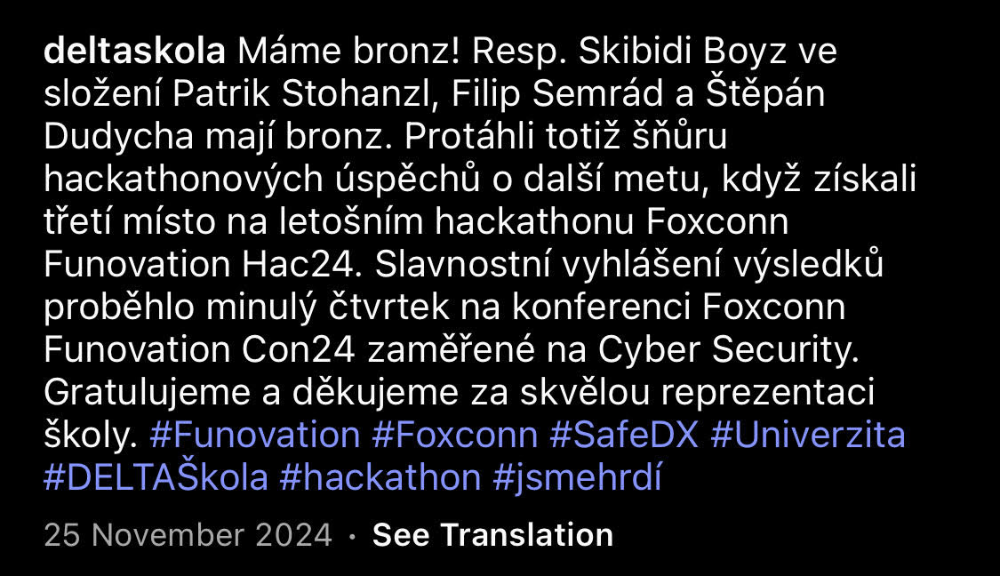 deltaskola Máme bronz! Resp. Skibidi Boyz ve
složení Patrik Stohanzl, Filip Semrád a Štěpán
Dudycha mají bronz. Protáhli totiž šňůru
hackathonových úspěchů o další metu, když získali
třetí místo na letošním hackathonu Foxconn
Funovation Hac24. Slavnostní vyhlášení výsledků
proběhlo minulý čtvrtek na konferenci Foxconn
Funovation Con24 zaměřené na Cyber Security.
Gratulujeme a děkujeme za skvělou reprezentaci
školy. #Funovation #Foxconn #SafeDX #Univerzita
#DELTAŠkola #hackathon #jsmehrdí
25 November 2024 · See Translation